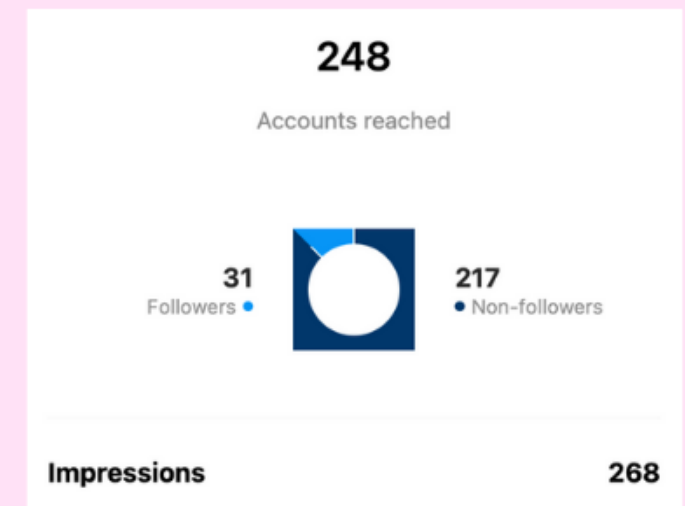 248
Accounts reached
31
Followers
217
Non-followers
Impressions 268